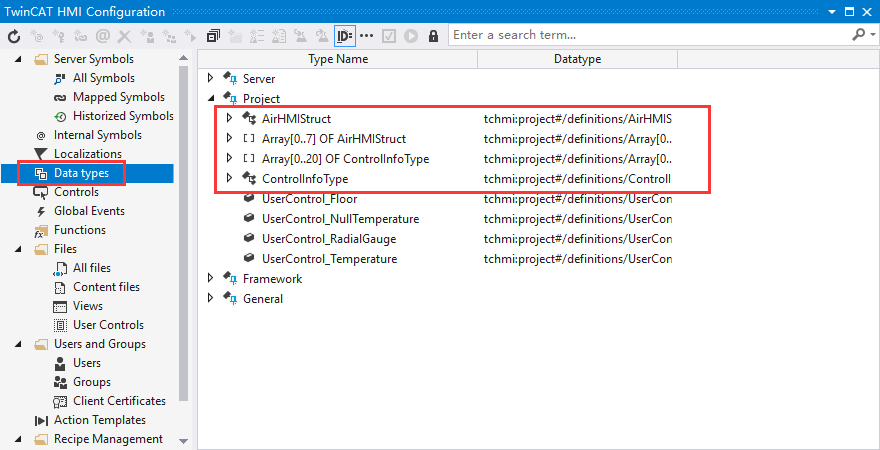 TwinCAT HMI Configuration
Enter a search term...
Server Symbols
All Symbols
Mapped Symbols
Historized Symbols
Internal Symbols
Localizations
Data types
Controls
Global Events
Functions
Files
All files
Content files
Views
User Controls
Users and Groups
Users
Groups
Client Certificates
Action Templates
Recipe Management
Type Name Datatype
Server
Project
AirHMIStruct tchmi:project#/definitions/AirHMIS
Array[0..7] OF AirHMIStruct tchmi:project#/definitions/Array[0..
Array[0..20] OF ControlInfoType tchmi:project#/definitions/Array[0..
ControlInfoType tchmi:project#/definitions/Controll
UserControl_Floor tchmi:project#/definitions/UserCon
UserControl_NullTemperature tchmi:project#/definitions/UserCon
UserControl_RadialGauge tchmi:project#/definitions/UserCon
UserControl_Temperature tchmi:project#/definitions/UserCon
Framework
General